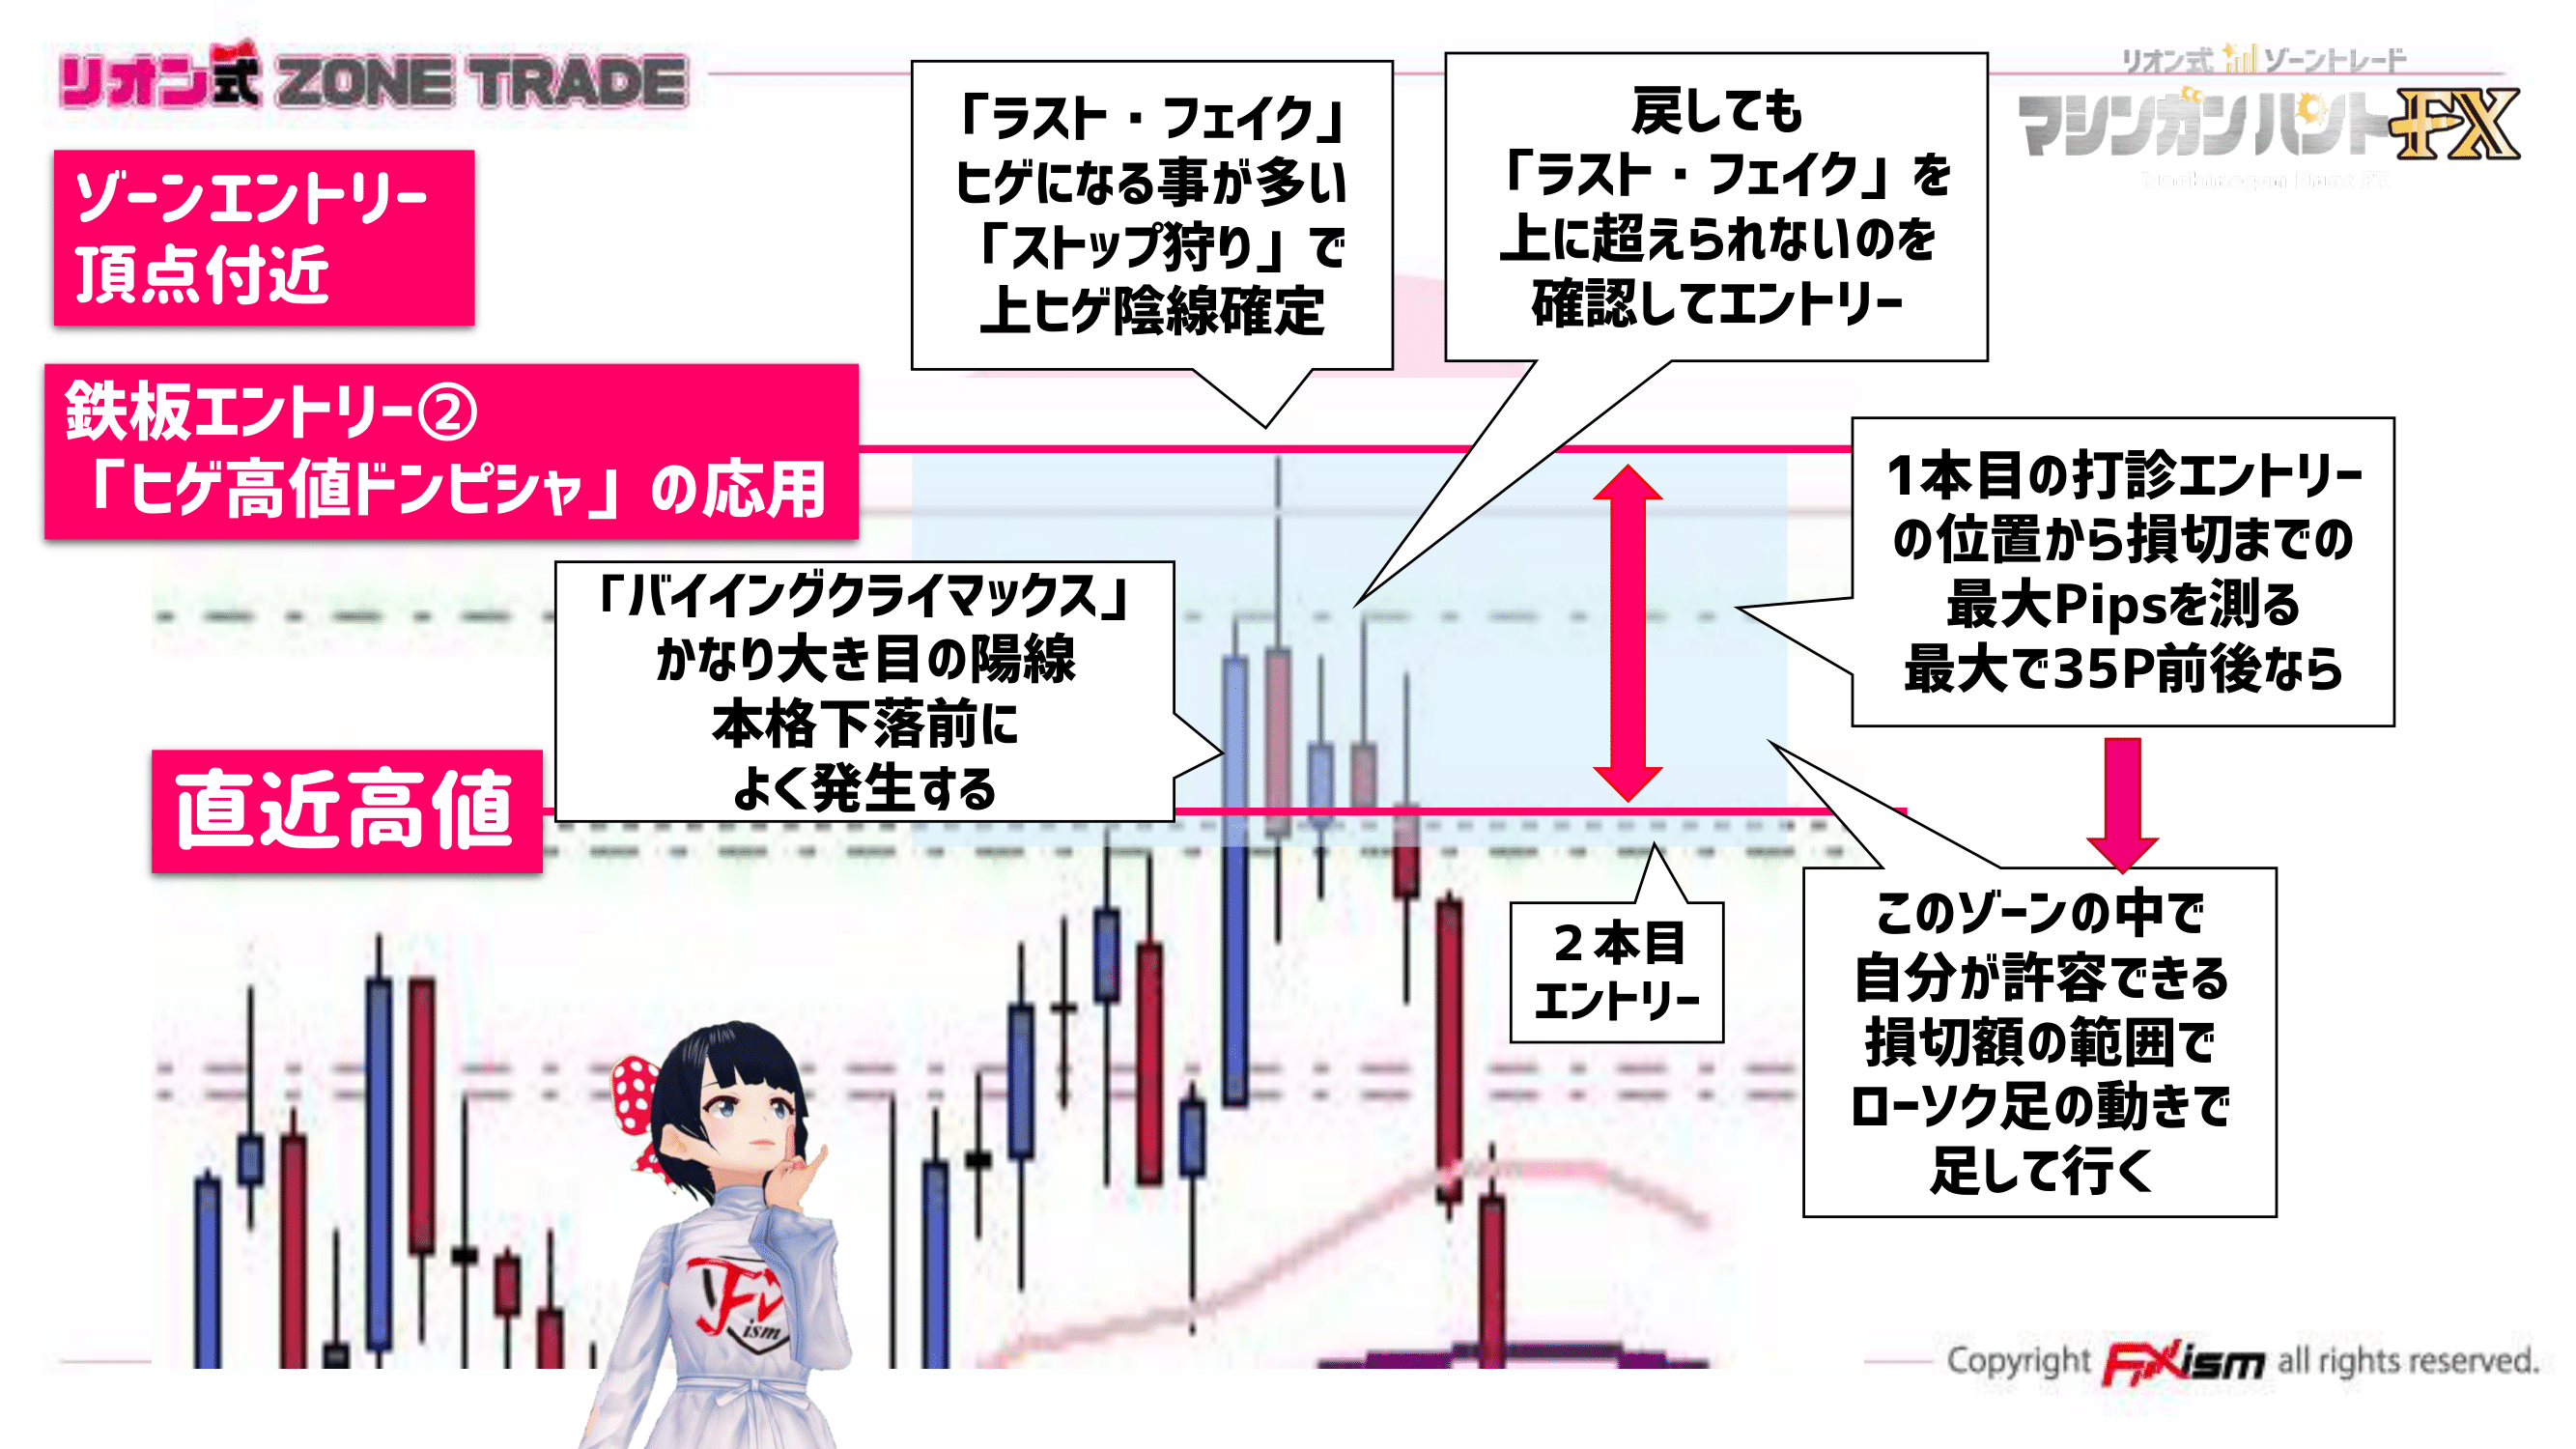 リオン式 ZONE TRADE
リオン式 ゾーントレード
マシンガンハントFX
Machinegun Hunt FX
ゾーンエントリー
頂点付近
鉄板エントリー②
「ヒゲ高値ドンピシャ」の応用
「ラスト・フェイク」
ヒゲになる事が多い
「ストップ狩り」で
上ヒゲ陰線確定
戻しても
「ラスト・フェイク」を
上に超えられないのを
確認してエントリー
1本目の打診エントリー
の位置から損切までの
最大Pipsを測る
最大で35P前後なら
「バイイングクライマックス」
かなり大き目の陽線
本格下落前に
よく発生する
直近高値
2本目
エントリー
このゾーンの中で
自分が許容できる
損切額の範囲で
ローソク足の動きで
足して行く
FX
ism
Copyright FXism all rights reserved.